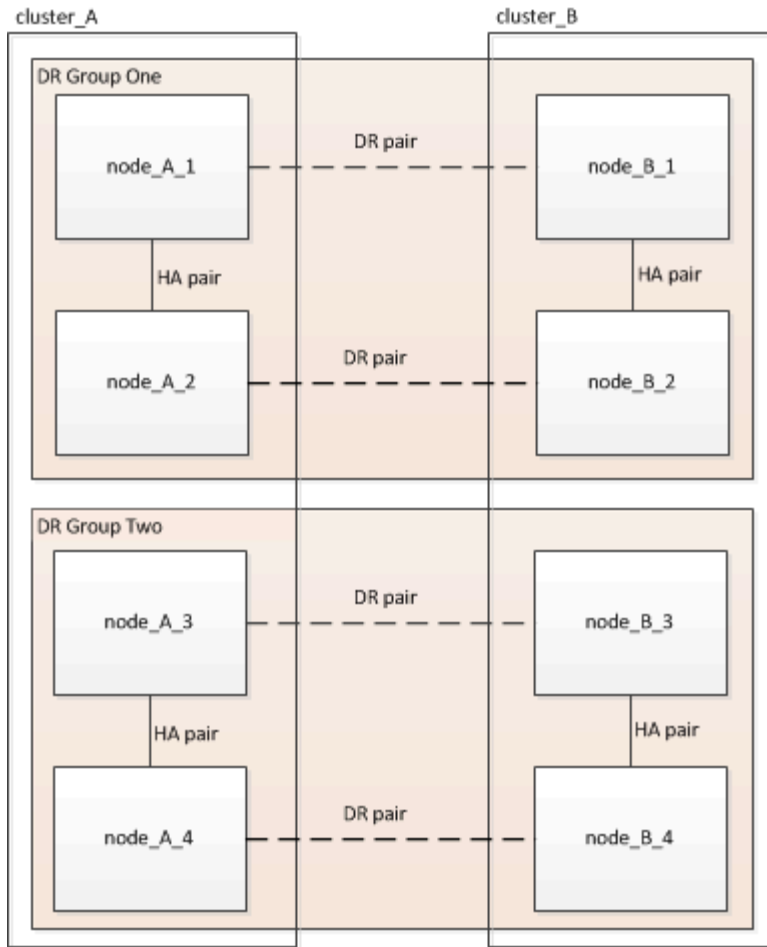 cluster_A
cluster_B
DR Group One
node_A_1
DR pair
node_B_1
HA pair
HA pair
node_A_2
DR pair
node_B_2
DR Group Two
node_A_3
DR pair
node_B_3
HA pair
HA pair
node_A_4
DR pair
node_B_4